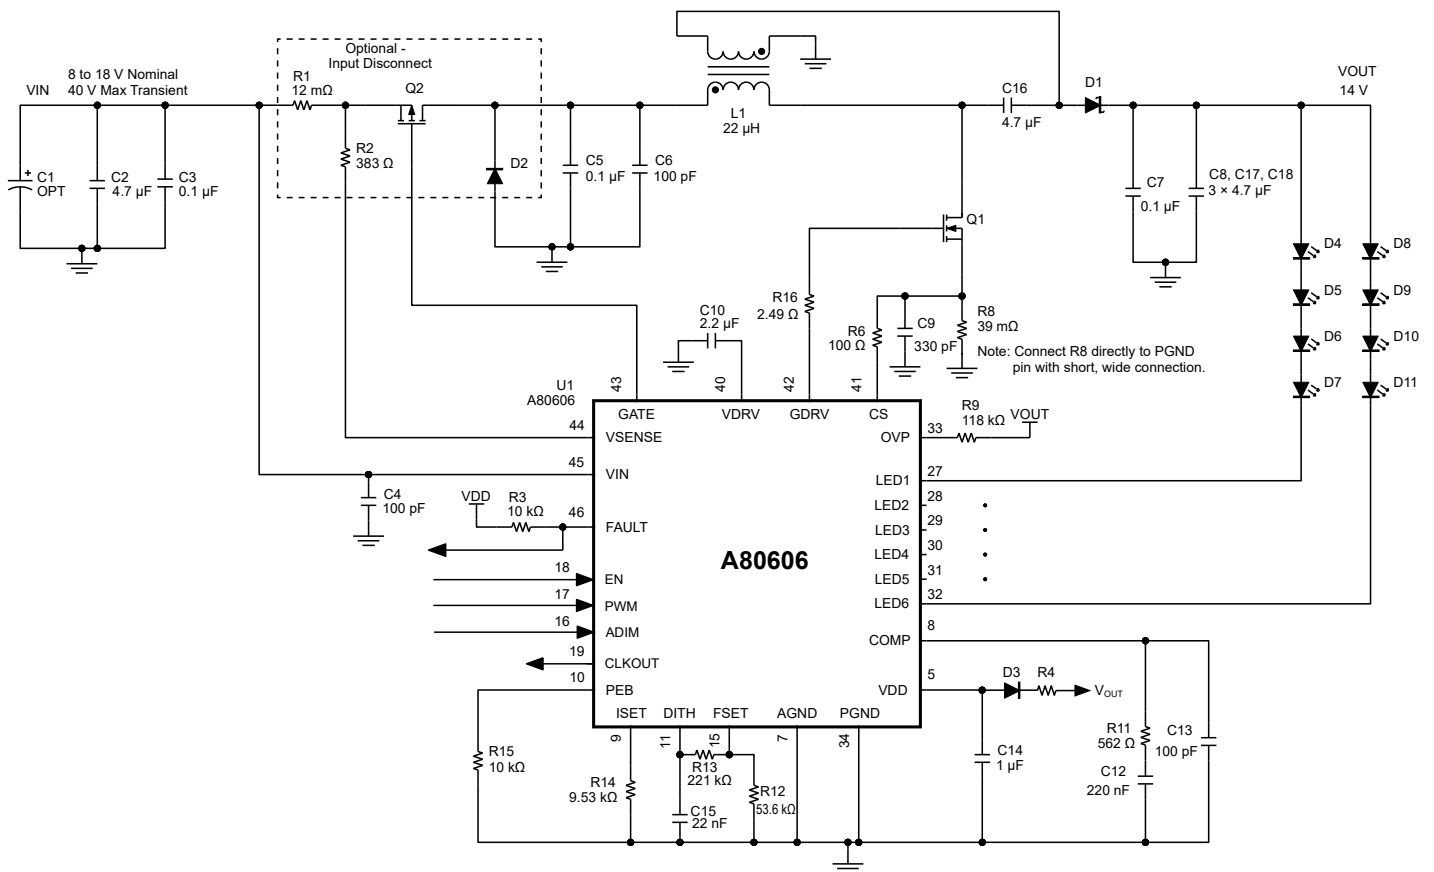 Optional -
Input Disconnect
8 to 18 V Nominal
40 V Max Transient
VIN
R1
12 mΩ
Q2
L1
22 µH
C16
4.7 µF
D1
VOUT
14 V
R2
383 Ω
D2
C1
+
OPT
C2
4.7 µF
C3
0.1 µF
C5
0.1 µF
C6
100 pF
C7
0.1 µF
C8, C17, C18
3 × 4.7 µF
Q1
D4
D8
D5
D9
D6
D10
D7
D11
R16
2.49 Ω
C10
2.2 µF
R6
100 Ω
C9
330 pF
R8
39 mΩ
Note: Connect R8 directly to PGND
pin with short, wide connection.
U1
A80606
43
40
42
41
GATE
VDRV
GDRV
CS
R9
118 kΩ
VOUT
44
VSENSE
33
OVP
45
VIN
27
LED1
C4
100 pF
VDD
R3
10 kΩ
46
FAULT
28
LED2
29
LED3
30
LED4
31
LED5
32
LED6
A80606
18
EN
17
PWM
16
ADIM
19
CLKOUT
10
PEB
8
COMP
5
VDD
D3
R4
VOUT
ISET
DITH
FSET
AGND
PGND
9
11
15
7
34
R15
10 kΩ
R14
9.53 kΩ
R13
221 kΩ
R12
53.6 kΩ
C15
22 nF
C14
1 µF
R11
562 Ω
C12
220 nF
C13
100 pF